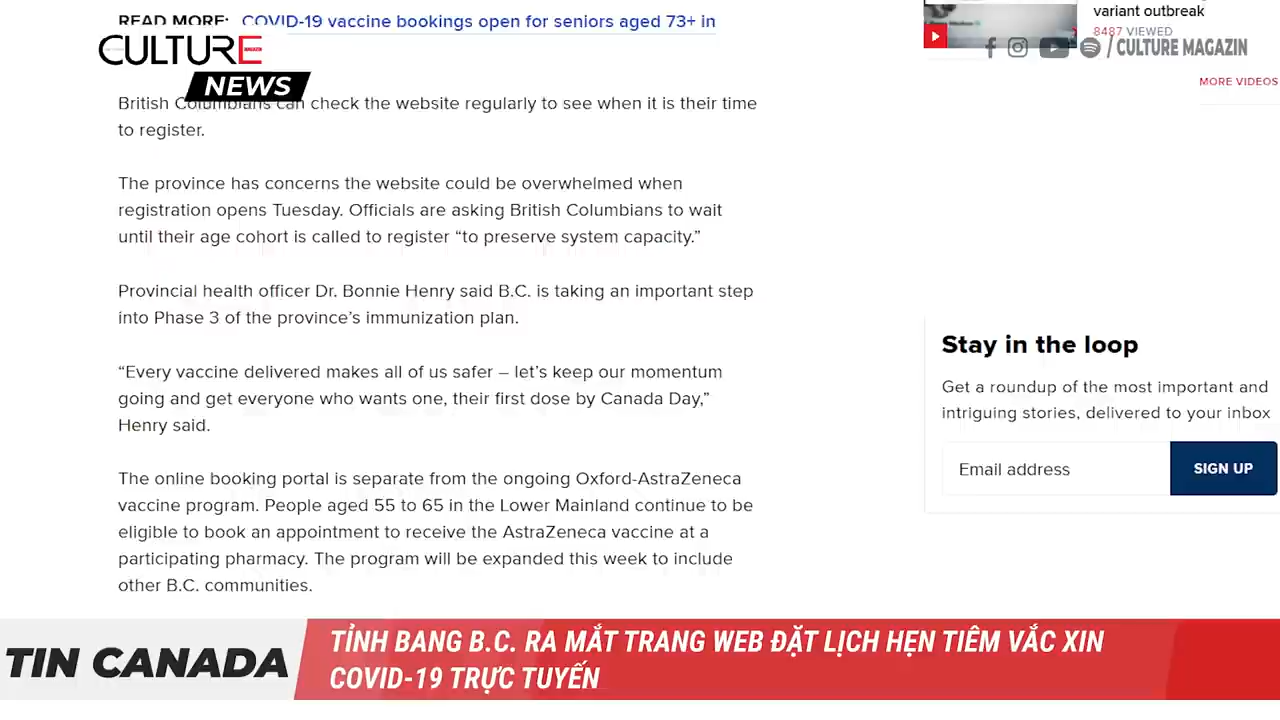 READ MORE: COVID-19 vaccine bookings open for seniors aged 73+ in
CULTURE
MAGAZIN
NEWS
British Columbians can check the website regularly to see when it is their time
to register.
The province has concerns the website could be overwhelmed when
registration opens Tuesday. Officials are asking British Columbians to wait
until their age cohort is called to register “to preserve system capacity.”
Provincial health officer Dr. Bonnie Henry said B.C. is taking an important step
into Phase 3 of the province’s immunization plan.
“Every vaccine delivered makes all of us safer – let’s keep our momentum
going and get everyone who wants one, their first dose by Canada Day,”
Henry said.
The online booking portal is separate from the ongoing Oxford-AstraZeneca
vaccine program. People aged 55 to 65 in the Lower Mainland continue to be
eligible to book an appointment to receive the AstraZeneca vaccine at a
participating pharmacy. The program will be expanded this week to include
other B.C. communities.
variant outbreak
8487 VIEWED
/ CULTURE MAGAZIN
MORE VIDEOS
Stay in the loop
Get a roundup of the most important and
intriguing stories, delivered to your inbox
Email address
SIGN UP
TIN CANADA
TỈNH BANG B.C. RA MẮT TRANG WEB ĐẶT LỊCH HẸN TIÊM VẮC XIN
COVID-19 TRỰC TUYẾN